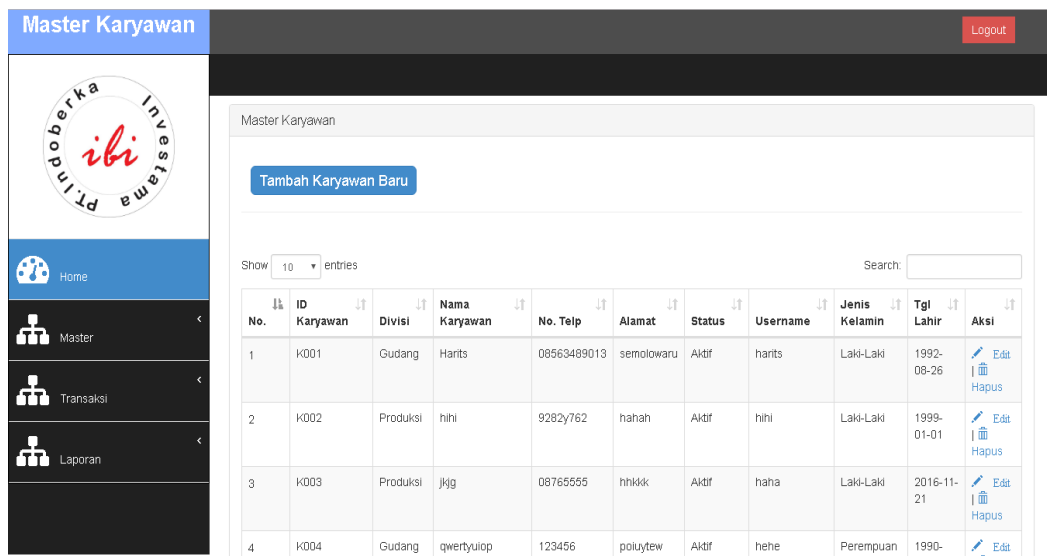 Master Karyawan
Logout
PT.Indoberka Investama
ibi
Master Karyawan
Tambah Karyawan Baru
Home
Master
Transaksi
Laporan
Show 10 entries
Search:
No. ID Karyawan Divisi Nama Karyawan No. Telp Alamat Status Username Jenis Kelamin Tgl Lahir Aksi
1 K001 Gudang Harits 08563489013 semolowaru Aktif harits Laki-Laki 1992-08-26 Edit | Hapus
2 K002 Produksi hihi 9282y762 hahah Aktif hihi Laki-Laki 1999-01-01 Edit | Hapus
3 K003 Produksi jkjg 08765555 hhkkk Aktif haha Laki-Laki 2016-11-21 Edit | Hapus
4 K004 Gudang qwertyuiop 123456 poiuytew Aktif hehe Perempuan 1990- Edit